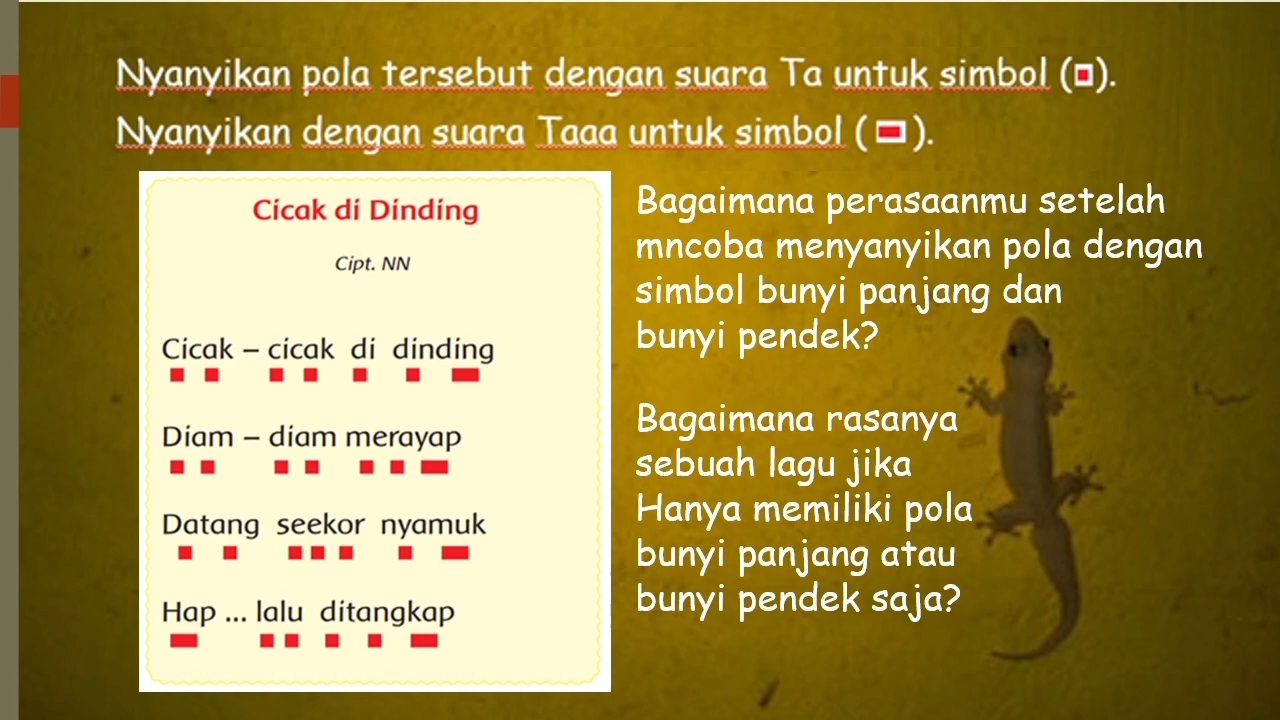 Nyanyikan pola tersebut dengan suara Ta untuk simbol (▪).
Nyanyikan dengan suara Taaa untuk simbol ( ▬ ).
Cicak di Dinding
Cipt. NN
Cicak – cicak di dinding
Diam – diam merayap
Datang seekor nyamuk
Hap ... lalu ditangkap
Bagaimana perasaanmu setelah
mncoba menyanyikan pola dengan
simbol bunyi panjang dan
bunyi pendek?
Bagaimana rasanya
sebuah lagu jika
Hanya memiliki pola
bunyi panjang atau
bunyi pendek saja?